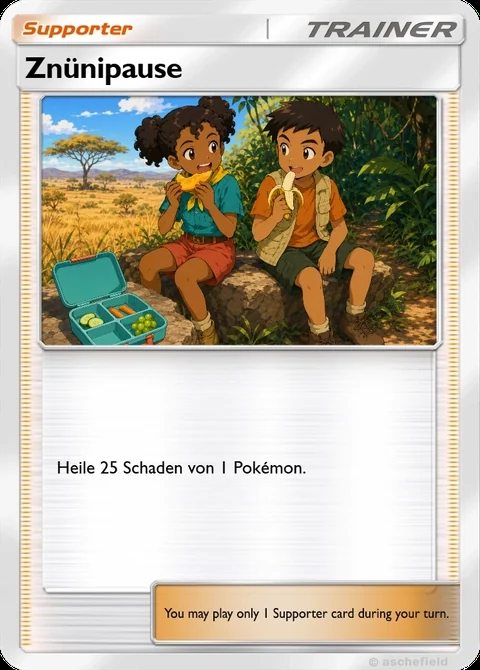 Supporter
TRAINER
Znünipause
Heile 25 Schaden von 1 Pokémon.
You may play only 1 Supporter card during your turn.
© aschefield